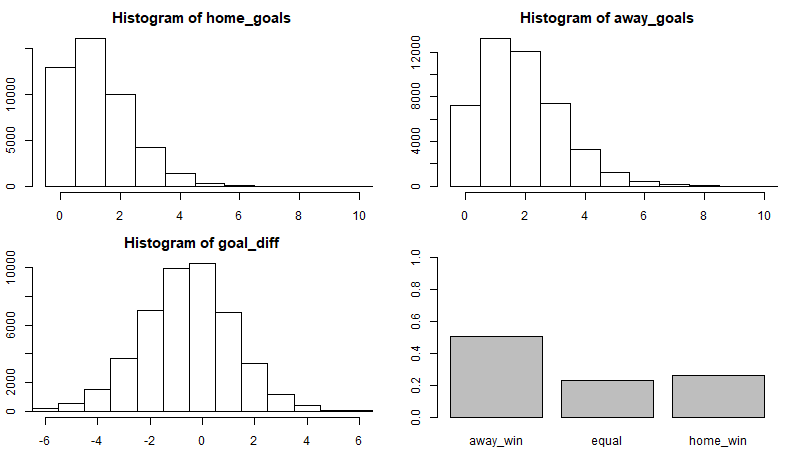 Histogram of home_goals
0
5000
10000
0 2 4 6 8 10
Histogram of away_goals
0
4000
8000
12000
0 2 4 6 8 10
Histogram of goal_diff
0
2000
6000
10000
-6 -4 -2 0 2 4 6
0.0
0.2
0.4
0.6
0.8
1.0
away_win equal home_win